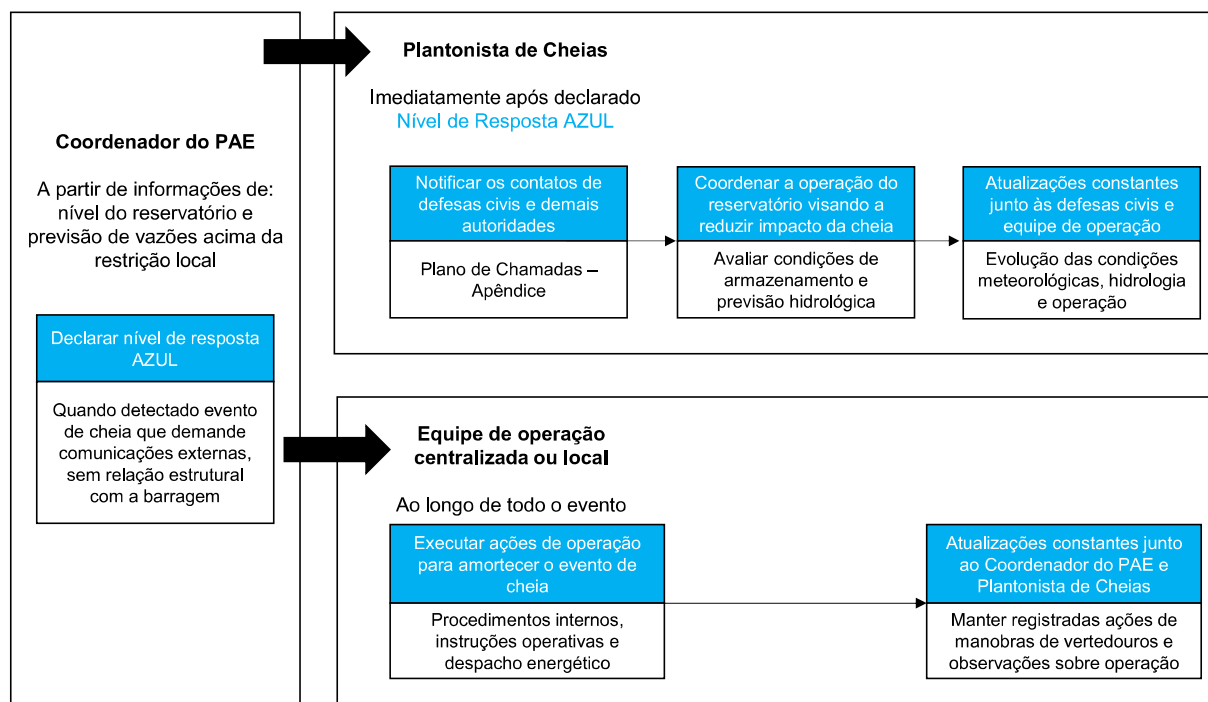 Coordenador do PAE
A partir de informações de:
nível do reservatório e
previsão de vazões acima da
restrição local
Declarar nível de resposta
AZUL
Quando detectado evento
de cheia que demande
comunicações externas,
sem relação estrutural
com a barragem
Plantonista de Cheias
Imediatamente após declarado
Nível de Resposta AZUL
Notificar os contatos de
defesas civis e demais
autoridades
Plano de Chamadas –
Apêndice
Coordenar a operação do
reservatório visando a
reduzir impacto da cheia
Avaliar condições de
armazenamento e
previsão hidrológica
Atualizações constantes
junto às defesas civis e
equipe de operação
Evolução das condições
meteorológicas, hidrologia
e operação
Equipe de operação
centralizada ou local
Ao longo de todo o evento
Executar ações de operação
para amortecer o evento de
cheia
Procedimentos internos,
instruções operativas e
despacho energético
Atualizações constantes junto
ao Coordenador do PAE e
Plantonista de Cheias
Manter registradas ações de
manobras de vertedouros e
observações sobre operação